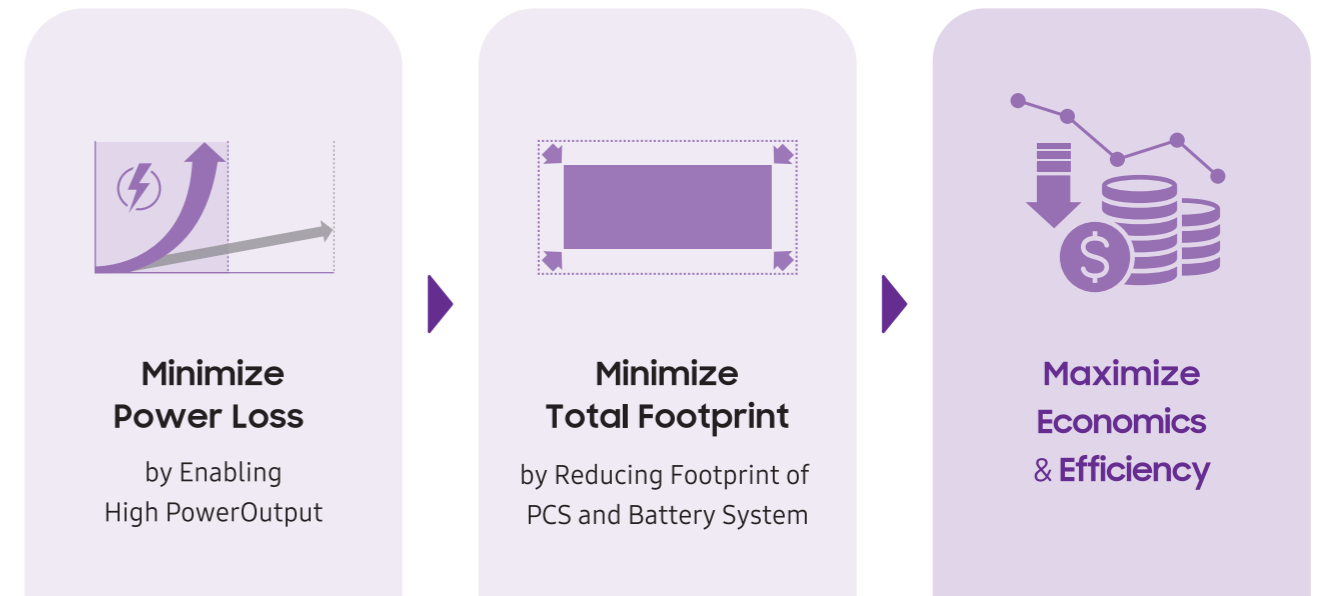 Minimize
Power Loss
by Enabling
High PowerOutput
Minimize
Total Footprint
by Reducing Footprint of
PCS and Battery System
$
Maximize
Economics
& Efficiency